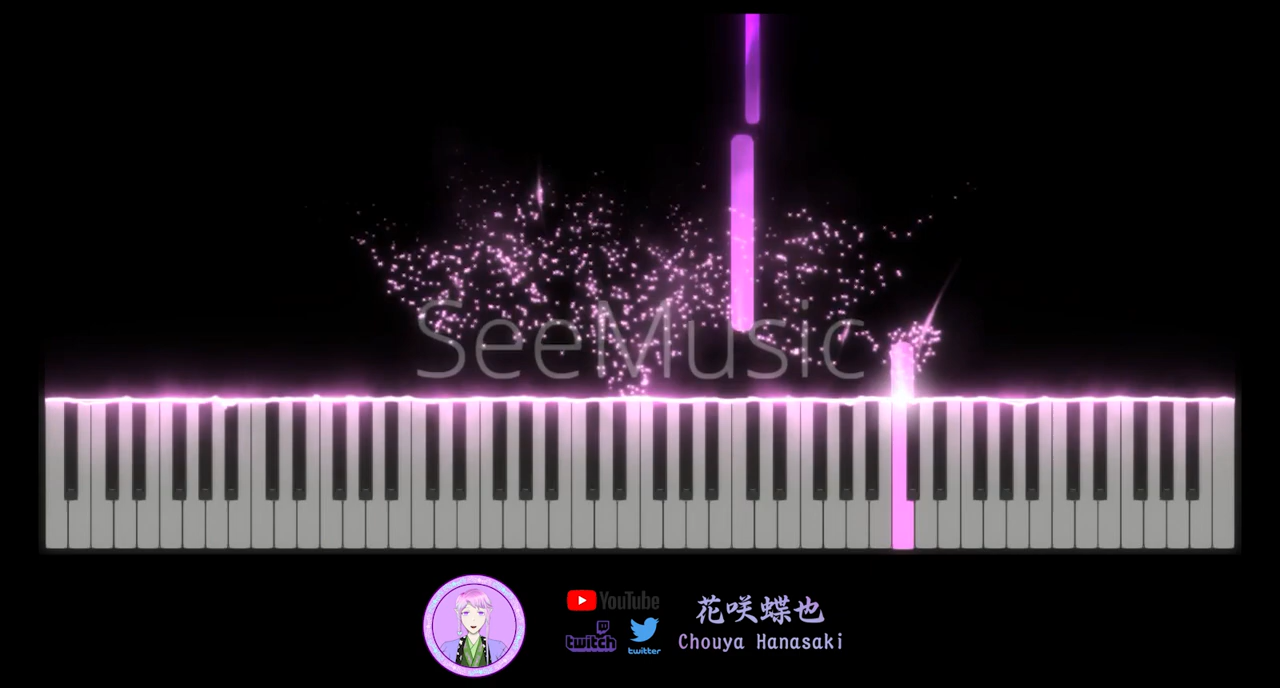 SeeMusic
YouTube
花咲蝶也
twitch
twitter
Chouya Hanasaki